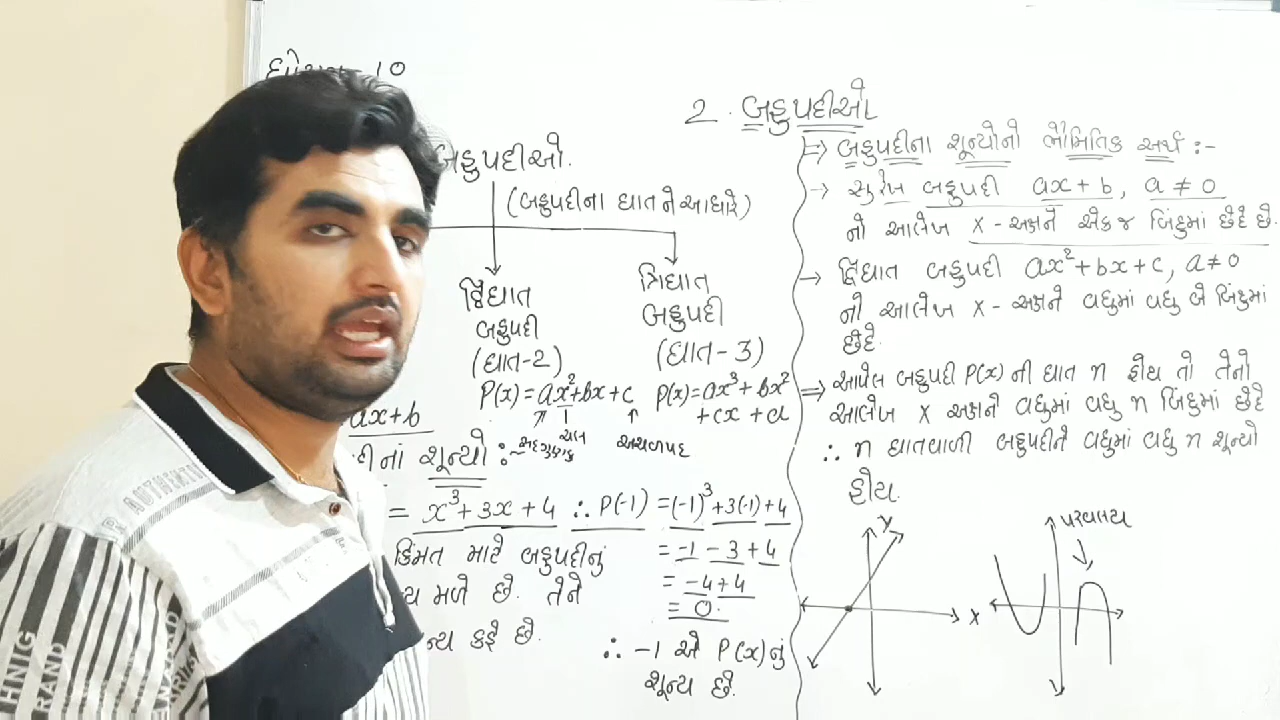 ધોરણ - 10
2. બહુપદીઓ
બહુપદીઓ.
(બહુપદીના ઘાતને આધારે)
દ્વિઘાત
બહુપદી
(ઘાત-2)
P(x) = ax²+bx+c
ત્રિઘાત
બહુપદી
(ઘાત-3)
P(x) = ax³ + bx²
+ cx + d
સહગુણક
ચલ
અચળપદ
ax+b
દીનાં શૂન્યો :
= x³ + 3x + 4 ∴ P(-1) = (-1)³ + 3(-1) + 4
= -1 - 3 + 4
= -4 + 4
= 0.
કિંમત માટે બહુપદીનું
ય મળે છે. તેને
ન્ય કહે છે.
∴ -1 એ P(x)નું
શૂન્ય છે.
⇒ બહુપદીના શૂન્યોનો ભૌમિતિક અર્થ :-
→ સુરેખ બહુપદી ax + b, a ≠ 0
નો આલેખ X - અક્ષને એક જ બિંદુમાં છેદે છે.
→ દ્વિઘાત બહુપદી ax² + bx + c, a ≠ 0
નો આલેખ X - અક્ષને વધુમાં વધુ બે બિંદુમાં
છેદે.
⇒ આપેલ બહુપદી P(x) ની ઘાત n હોય તો તેનો
આલેખ X અક્ષને વધુમાં વધુ n બિંદુમાં છેદે
∴ n ઘાતવાળી બહુપદીને વધુમાં વધુ n શૂન્યો
હોય.
y
x
પરવલય
HNIG
RAND